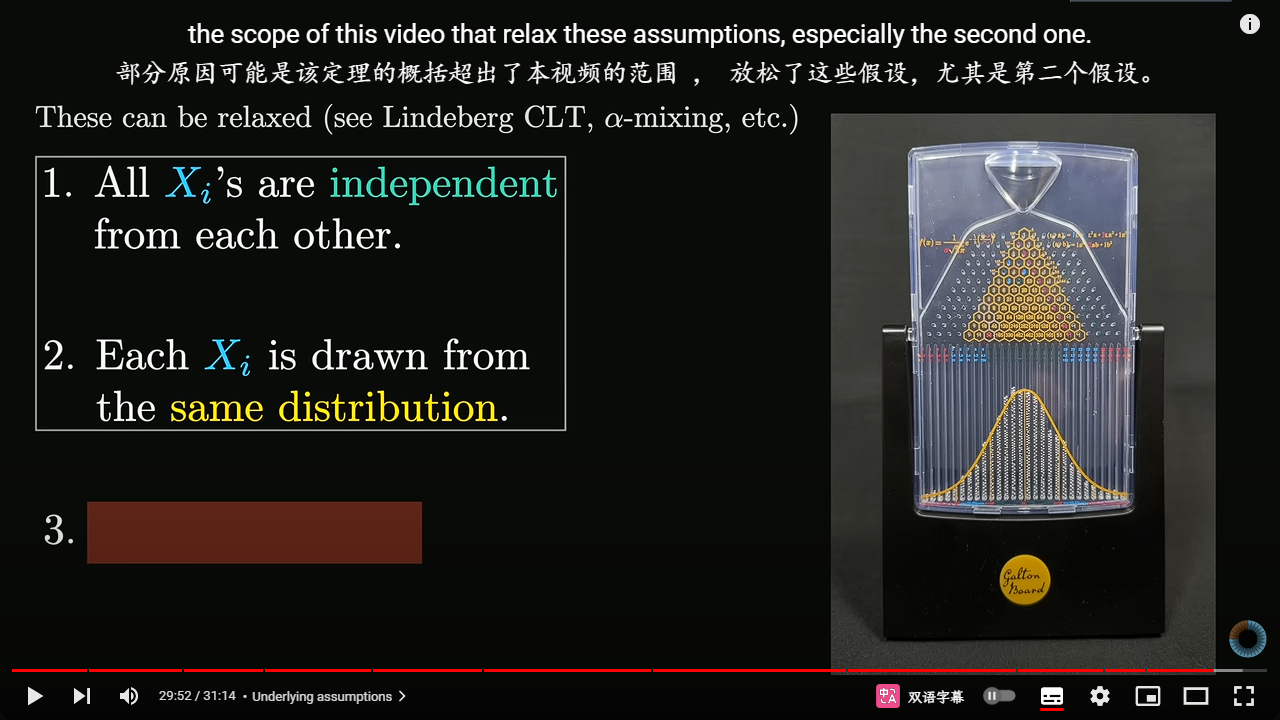 the scope of this video that relax these assumptions, especially the second one.
部分原因可能是该定理的概括超出了本视频的范围 ， 放松了这些假设，尤其是第二个假设。
These can be relaxed (see Lindeberg CLT, α-mixing, etc.)
1. All Xᵢ's are independent
from each other.
2. Each Xᵢ is drawn from
the same distribution.
3.
Galton
Board
29:52 / 31:14 • Underlying assumptions
双语字幕